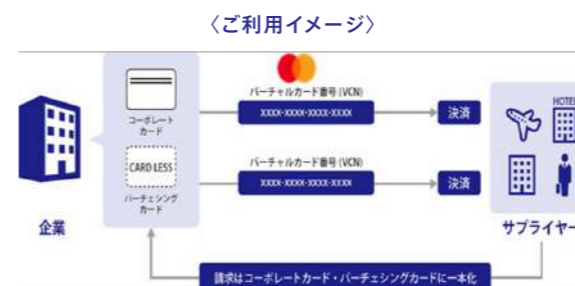 〈ご利用イメージ〉
バーチャルカード番号(VCN)
XXXX-XXXX-XXXX-XXXX
決済
コーポレート
カード
HOTEL
CARD LESS
バーチャルカード番号(VCN)
XXXX-XXXX-XXXX-XXXX
決済
パーチェシング
カード
企業
サプライヤー
請求はコーポレートカード・パーチェシングカードに一本化